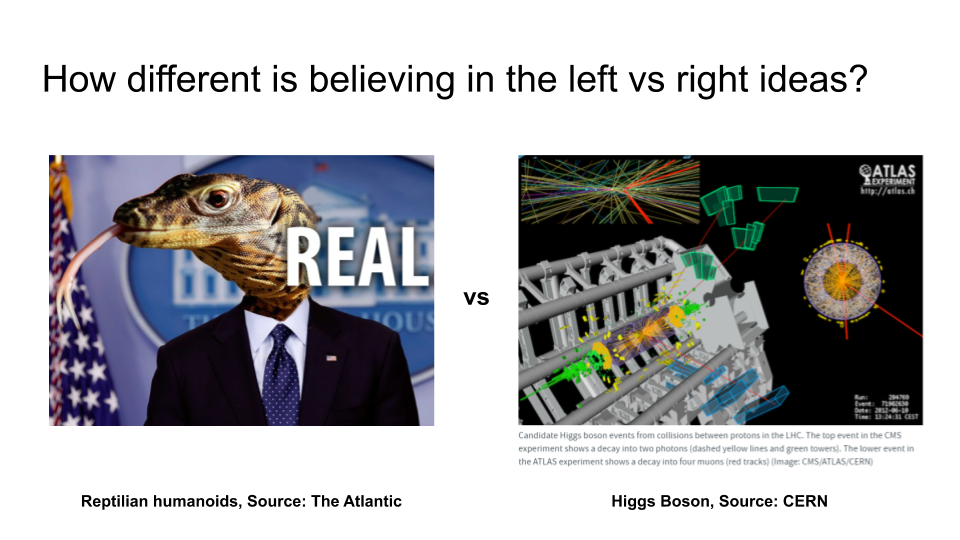 How different is believing in the left vs right ideas?
REAL
THE WHITE HOUS
vs
ATLAS
EXPERIMENT
http://atlas.ch
Run: 204769
Event: 71902630
Date: 2012-06-10
Time: 13:24:31 CEST
Candidate Higgs boson events from collisions between protons in the LHC. The top event in the CMS
experiment shows a decay into two photons (dashed yellow lines and green towers). The lower event in
the ATLAS experiment shows a decay into four muons (red tracks) (Image: CMS/ATLAS/CERN)
Reptilian humanoids, Source: The Atlantic
Higgs Boson, Source: CERN